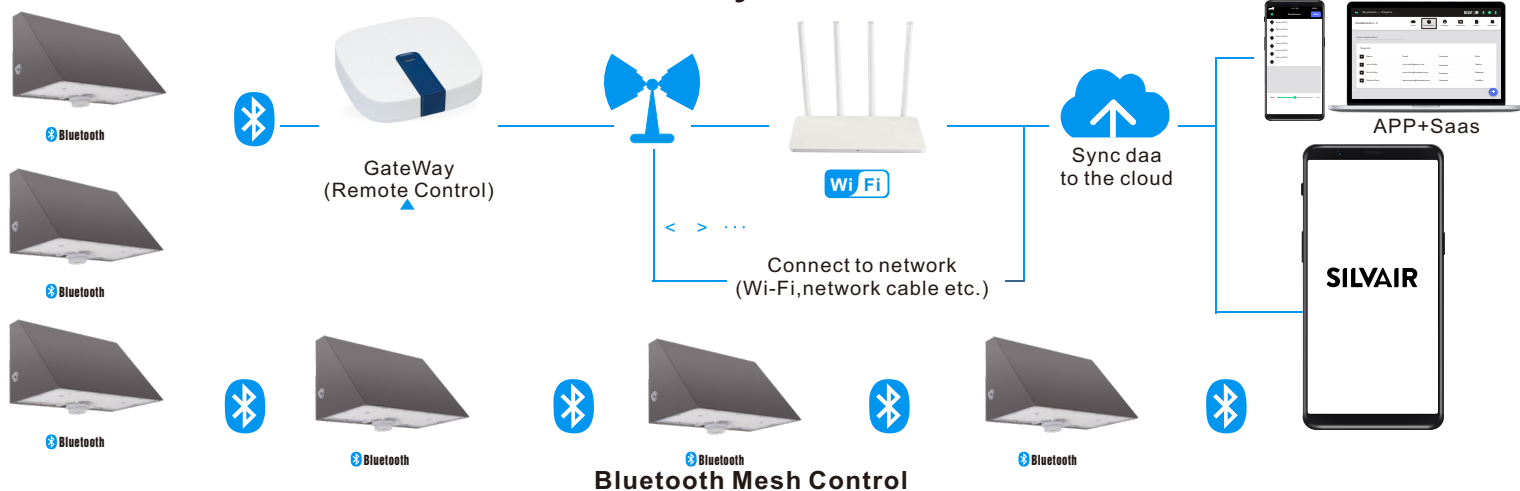 Bluetooth
GateWay
(Remote Control)
Wi Fi
Sync daa
to the cloud
SILVAIR
APP+Saas
Bluetooth
< > ···
Connect to network
(Wi-Fi,network cable etc.)
SILVAIR
Bluetooth
Bluetooth
Bluetooth
Bluetooth
Bluetooth Mesh Control